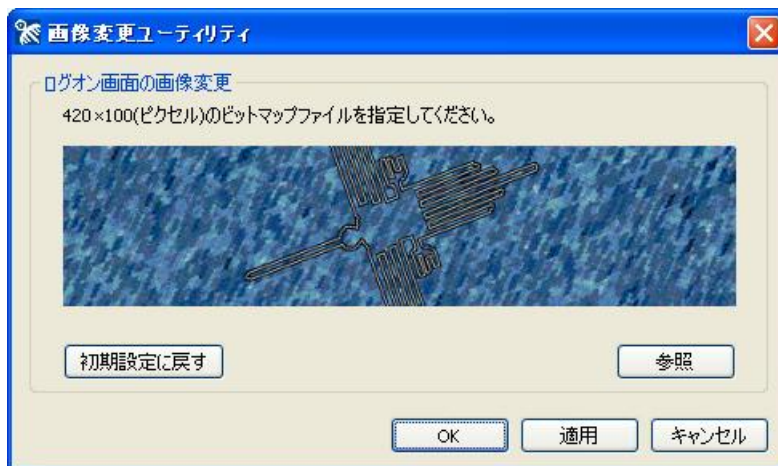 画像変更ユーティリティ
ログオン画面の画像変更
420×100(ピクセル)のビットマップファイルを指定してください。
初期設定に戻す
参照
OK
適用
キャンセル